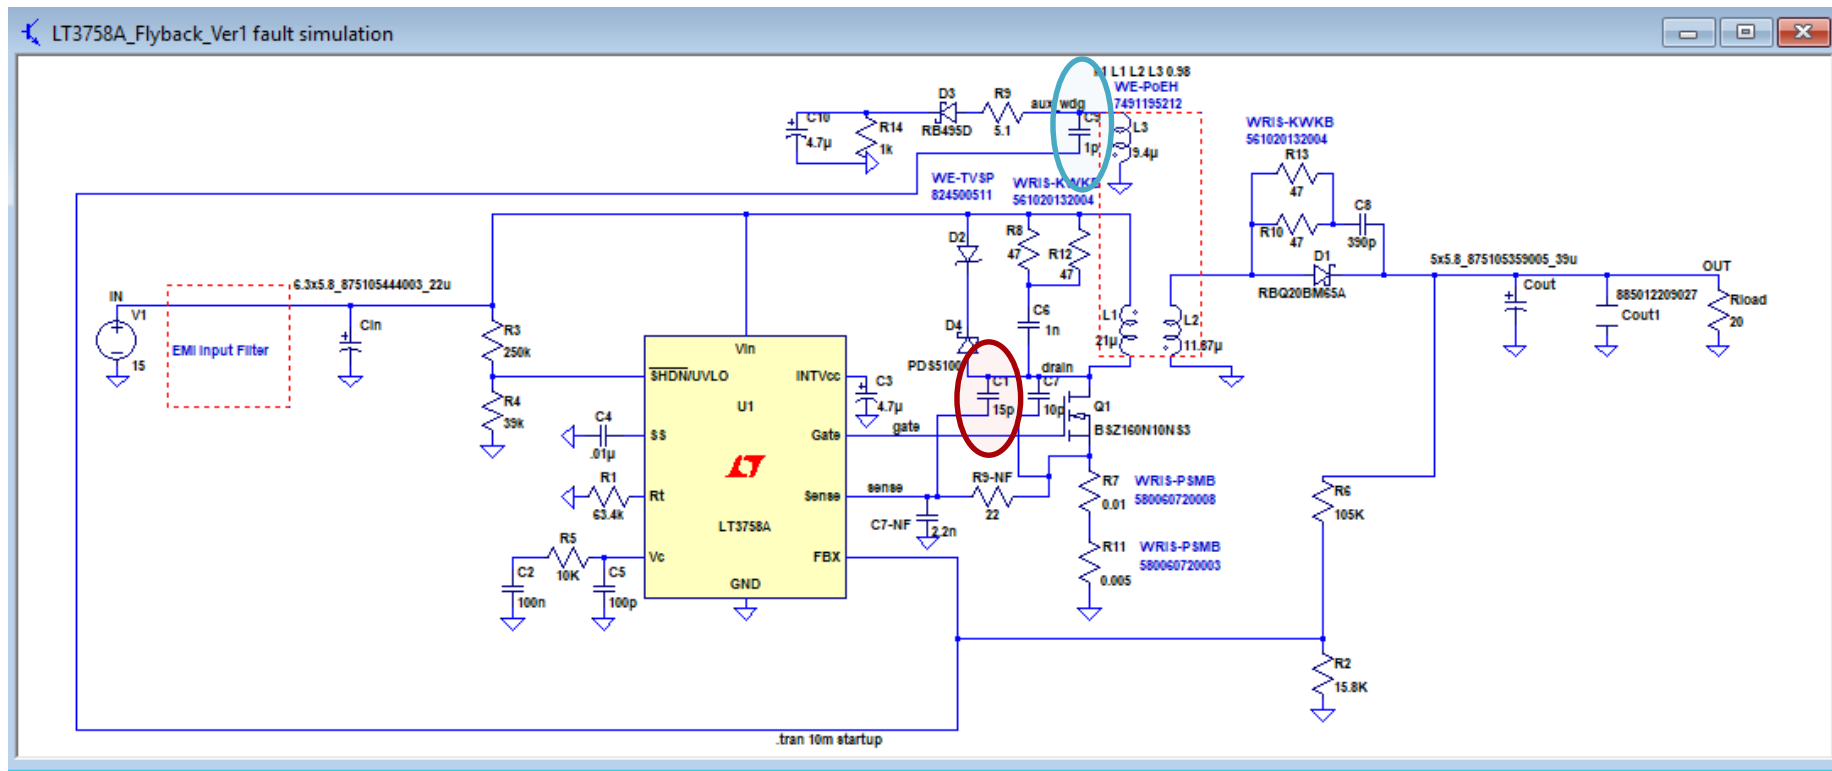 LT3758A_Flyback_Ver1 fault simulation
L1 L2 L3 0.98
WE-PoEH
7491195212
D3
R9
aux_wdg
C9
C10
4.7µ
R14
1k
RB495D
5.1
1p
L3
9.4µ
WRIS-KWKB
561020132004
R13
47
WE-TVSP
824500511
WRIS-KWKB
561020132004
R10
47
C8
390p
D2
R8
47
R12
47
D1
RBQ20BM65A
5x5.8_875105359005_39u
OUT
6.3x5.8_875105444003_22u
IN
V1
15
EMI Input Filter
Cin
R3
250k
R4
39k
Cout
885012209027
Cout1
Rload
20
C6
1n
L1
21µ
L2
11.87µ
D4
PDS5100
drain
Vin
SHDN/UVLO
INTVcc
U1
C3
4.7µ
C1
15p
C7
10p
Q1
BSZ160N10NS3
gate
Gate
C4
.01µ
SS
R1
63.4k
Rt
Sense
sense
R9-NF
22
R7
0.01
WRIS-PSMB
580060720008
LT3758A
C7-NF
2.2n
R6
105K
R5
10K
Vc
FBX
C2
100n
C5
100p
GND
R11
0.005
WRIS-PSMB
580060720003
R2
15.8K
.tran 10m startup